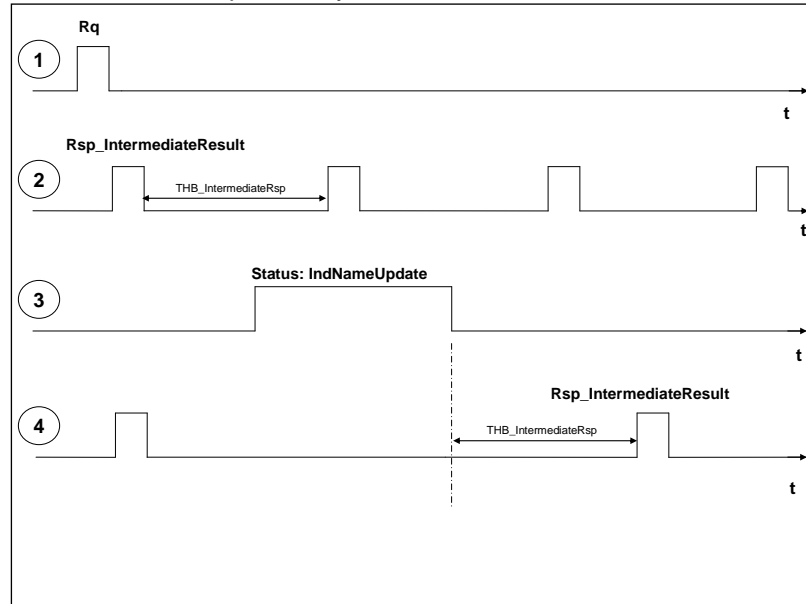 Rq
1
t
Rsp_IntermediateResult
2
THB_IntermediateRsp
t
Status: IndNameUpdate
3
t
Rsp_IntermediateResult
4
THB_IntermediateRsp
t